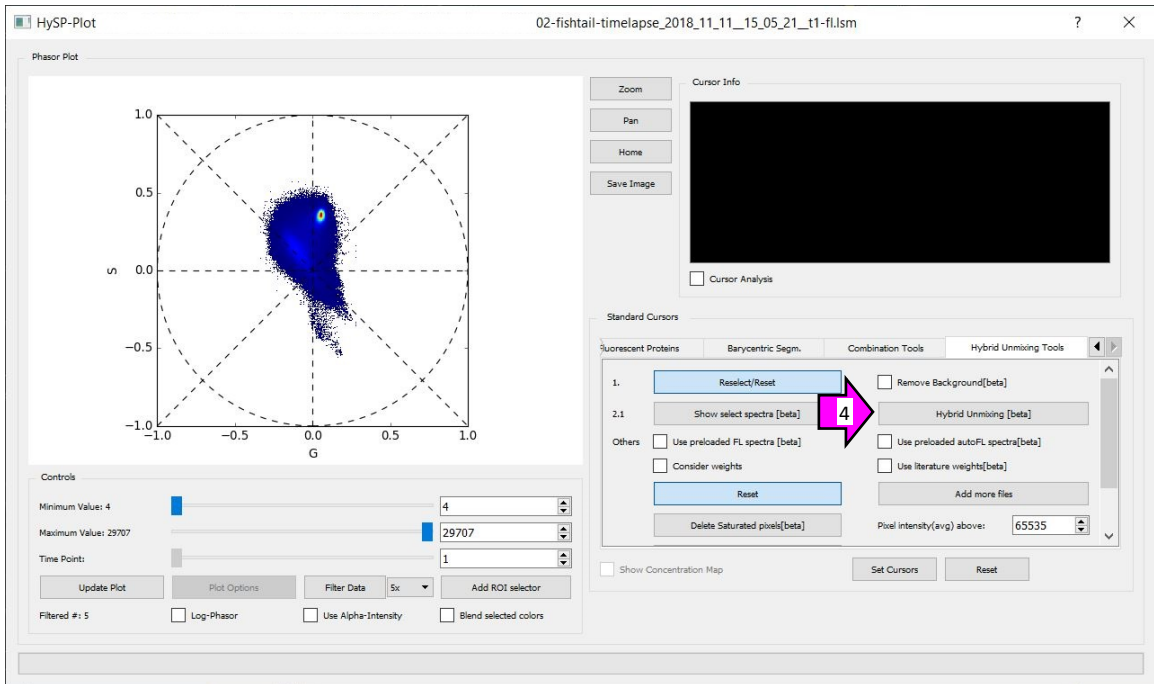 HySP-Plot 02-fishtail-timelapse_2018_11_11__15_05_21__t1-fl.lsm ? ×
Phasor Plot
1.0
0.5
0.0
−0.5
−1.0
−1.0 −0.5 0.0 0.5 1.0
S
G
Zoom
Pan
Home
Save Image
Cursor Info
Cursor Analysis
Standard Cursors
Fluorescent Proteins Barycentric Segm. Combination Tools Hybrid Unmixing Tools
1. Reselect/Reset Remove Background[beta]
2.1 Show select spectra [beta] 4 Hybrid Unmixing [beta]
Others Use preloaded FL spectra [beta] Use preloaded autoFL spectra[beta]
Consider weights Use literature weights[beta]
Reset Add more files
Delete Saturated pixels[beta] Pixel intensity(avg) above: 65535
Show Concentration Map Set Cursors Reset
Controls
Minimum Value: 4 4
Maximum Value: 29707 29707
Time Point: 1
Update Plot Plot Options Filter Data 5x Add ROI selector
Filtered #: 5 Log-Phasor Use Alpha-Intensity Blend selected colors